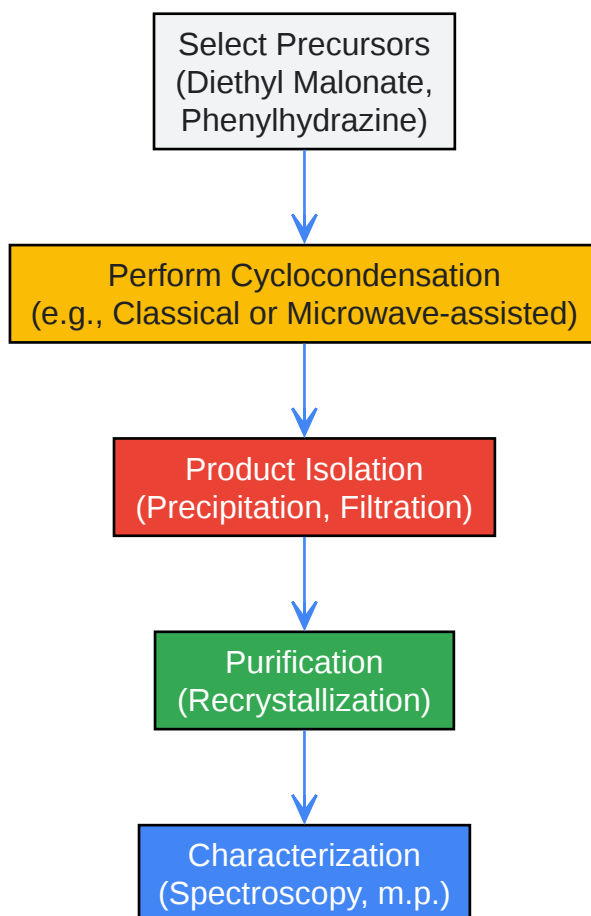 Select Precursors
(Diethyl Malonate,
Phenylhydrazine)
Perform Cyclocondensation
(e.g., Classical or Microwave-assisted)
Product Isolation
(Precipitation, Filtration)
Purification
(Recrystallization)
Characterization
(Spectroscopy, m.p.)